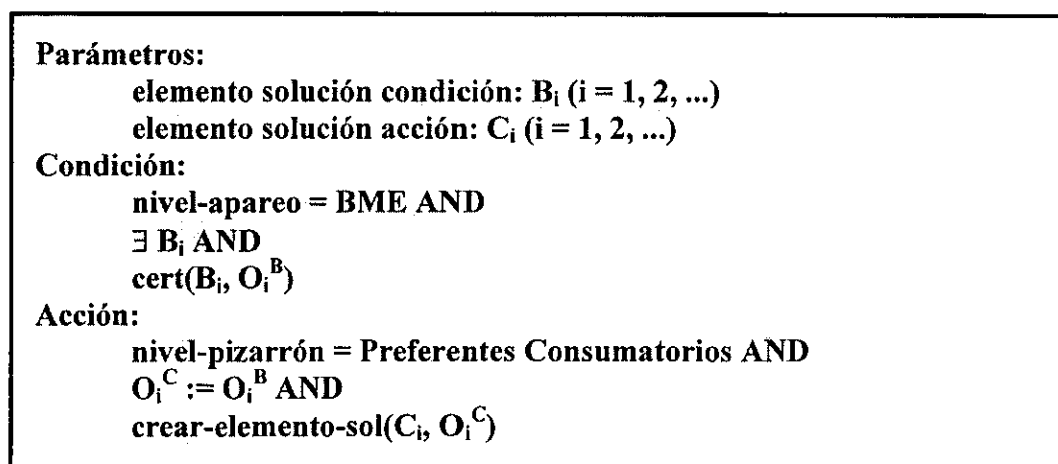 Parámetros:
elemento solución condición: Bᵢ (i = 1, 2, ...)
elemento solución acción: Cᵢ (i = 1, 2, ...)
Condición:
nivel-apareo = BME AND
∃ Bᵢ AND
cert(Bᵢ, Oᵢᴮ)
Acción:
nivel-pizarrón = Preferentes Consumatorios AND
Oᵢᶜ := Oᵢᴮ AND
crear-elemento-sol(Cᵢ, Oᵢᶜ)